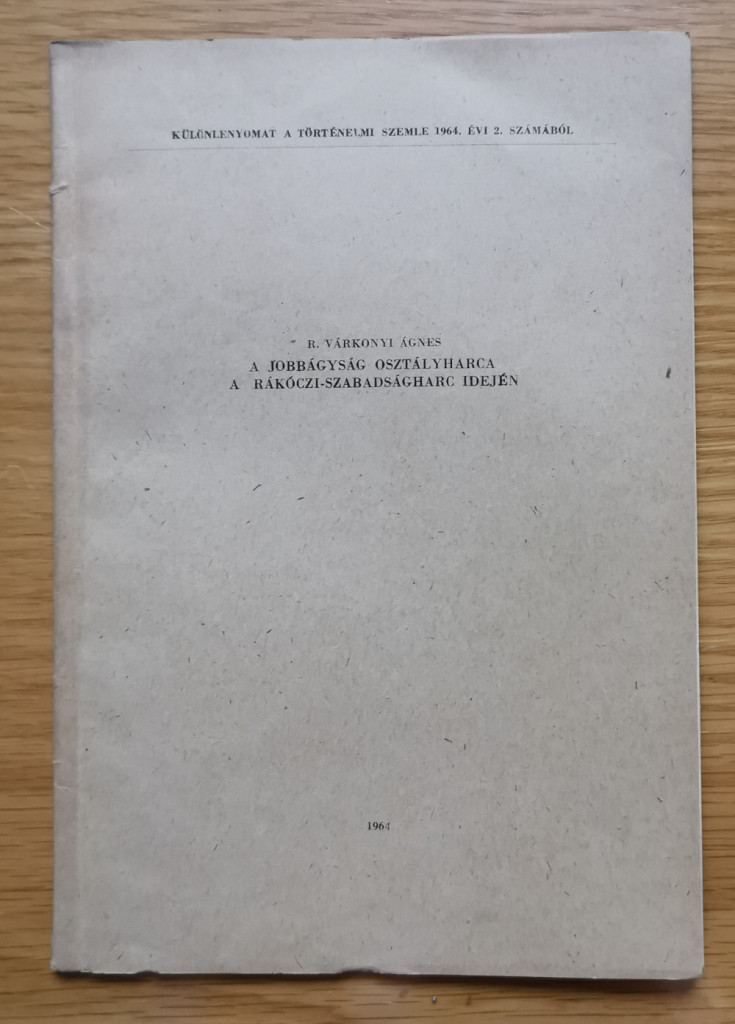 KÜLÖNLENYOMAT A TÖRTÉNELMI SZEMLE 1964. ÉVI 2. SZÁMÁBÓL
R. VÁRKONYI ÁGNES
A JOBBÁGYSÁG OSZTÁLYHARCA
A RÁKÓCZI-SZABADSÁGHARC IDEJÉN
1964